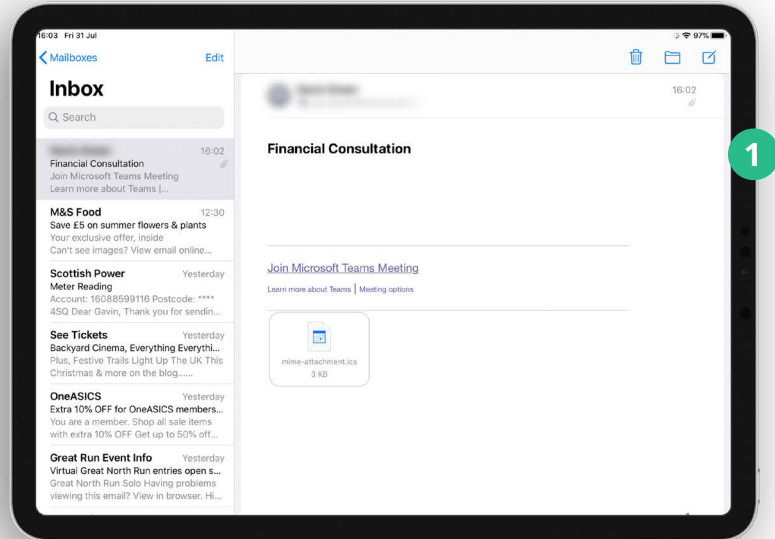 16:03 Fri 31 Jul
97%
Mailboxes
Edit
Inbox
Search
16:02
Financial Consultation
Join Microsoft Teams Meeting
Learn more about Teams |...
M&S Food 12:30
Save £5 on summer flowers & plants
Your exclusive offer, inside
Can't see images? View email online...
Scottish Power Yesterday
Meter Reading
Account: 16088599116 Postcode: ****
4SQ Dear Gavin, Thank you for sendin...
See Tickets Yesterday
Backyard Cinema, Everything Everythi...
Plus, Festive Trails Light Up The UK This
Christmas & more on the blog......
OneASICS Yesterday
Extra 10% OFF for OneASICS members...
You are a member. Shop all sale items
with extra 10% OFF Get up to 50% off...
Great Run Event Info Yesterday
Virtual Great North Run entries open s...
Great North Run Solo Having problems
viewing this email? View in browser. Hi...
16:02
Financial Consultation
Join Microsoft Teams Meeting
Learn more about Teams | Meeting options
mime-attachment.ics
3 KB
1